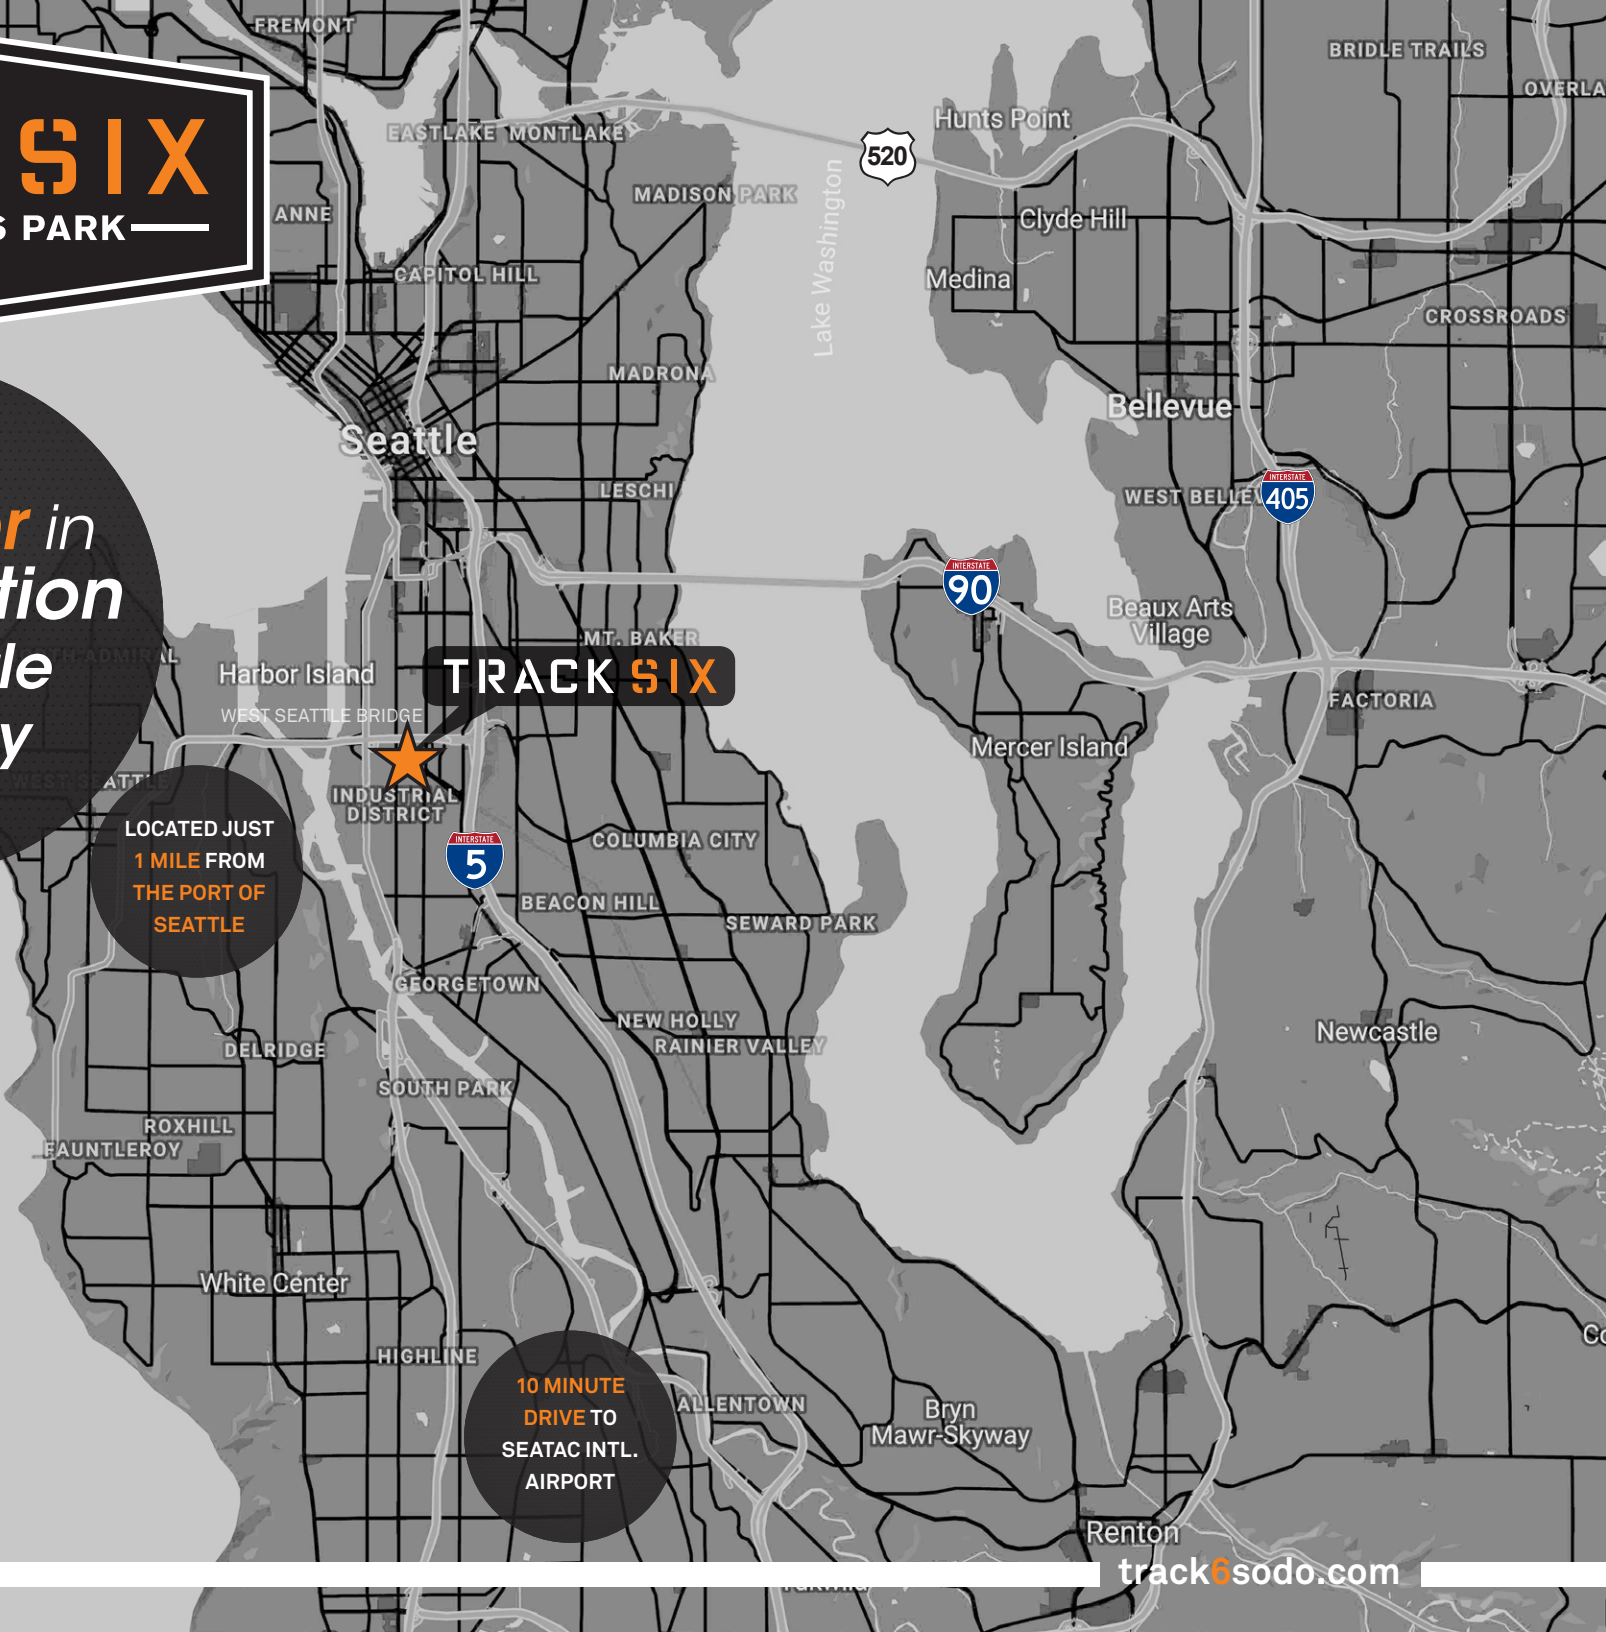 FREMONT
BRIDLE TRAILS
SIX
PARK
Hunts Point
EASTLAKE
MONTLAKE
520
MADISON PARK
ANNE
Clyde Hill
Lake Washington
CAPITOL HILL
Medina
CROSSROADS
MADRONA
Bellevue
Seattle
LESCHI
405
INTERSTATE
in
INTERSTATE
90
Beaux Arts
Village
MT. BAKER
Harbor Island
TRACK SIX
WEST SEATTLE BRIDGE
FACTORIA
Mercer Island
WEST SEATTLE
INDUSTRIAL
DISTRICT
LOCATED JUST
1 MILE FROM
THE PORT OF
SEATTLE
INTERSTATE
5
COLUMBIA CITY
BEACON HILL
SEWARD PARK
GEORGETOWN
NEW HOLLY
RAINIER VALLEY
Newcastle
DELRIDGE
SOUTH PARK
ROXHILL
FAUNTLEROY
White Center
HIGHLINE
10 MINUTE
DRIVE TO
SEATAC INTL.
AIRPORT
ALLENTOWN
Bryn
Mawr-Skyway
Renton
track6sodo.com